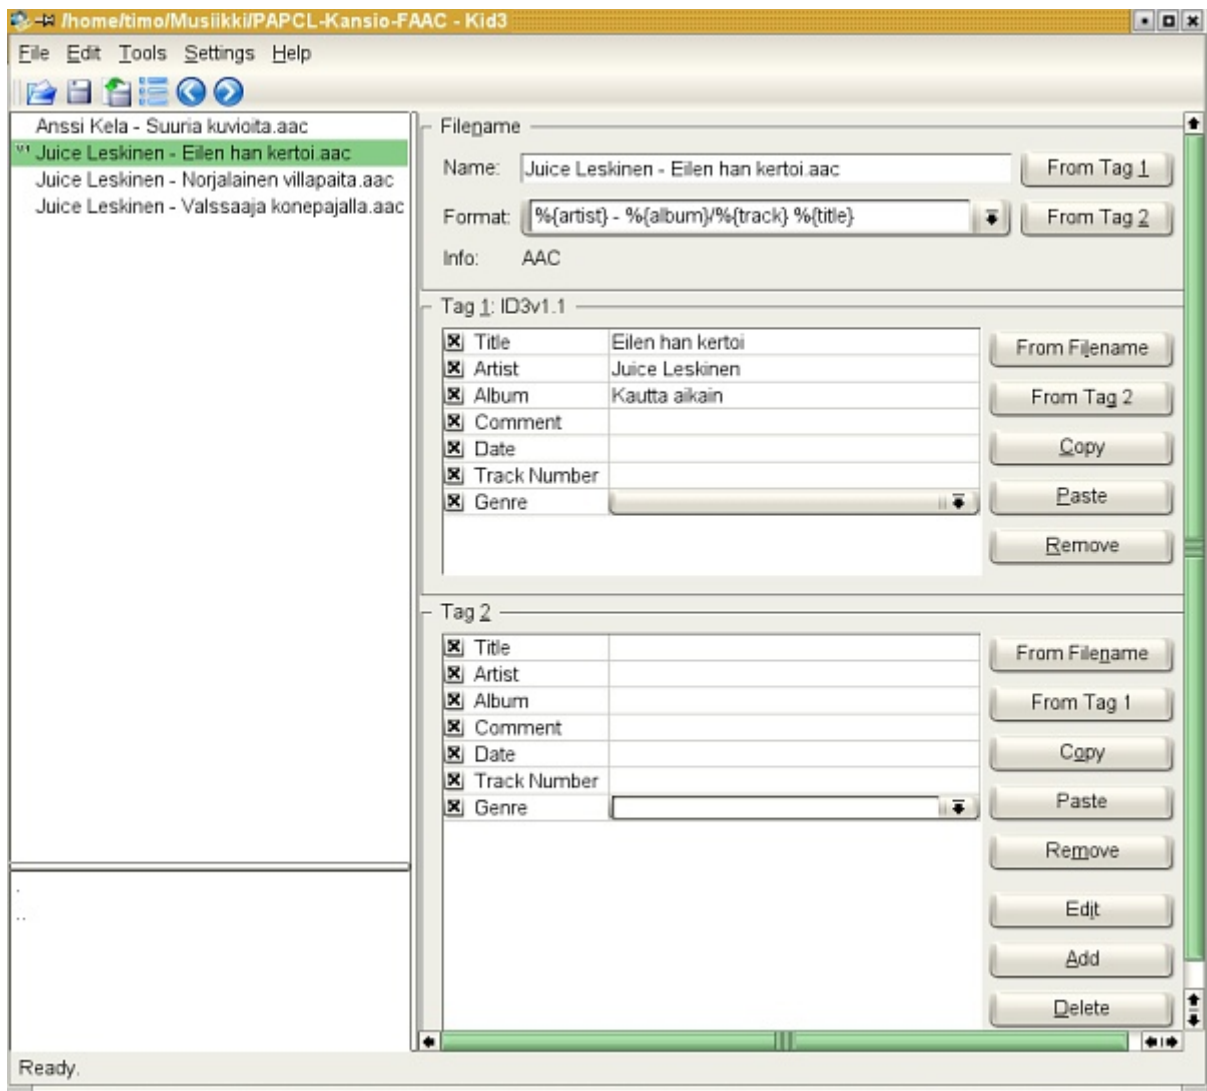 /home/timo/Musiikki/PAPCL-Kansio-FAAC - Kid3
File Edit Tools Settings Help
Anssi Kela - Suuria kuvioita.aac
V1 Juice Leskinen - Eilen han kertoi.aac
Juice Leskinen - Norjalainen villapaita.aac
Juice Leskinen - Valssaaja konepajalla.aac
.
..
Filename
Name: Juice Leskinen - Eilen han kertoi.aac From Tag 1
Format: %{artist} - %{album}/%{track} %{title} From Tag 2
Info: AAC
Tag 1: ID3v1.1
Title Eilen han kertoi
Artist Juice Leskinen
Album Kautta aikain
Comment
Date
Track Number
Genre
From Filename
From Tag 2
Copy
Paste
Remove
Tag 2
Title
Artist
Album
Comment
Date
Track Number
Genre
From Filename
From Tag 1
Copy
Paste
Remove
Edit
Add
Delete
Ready.